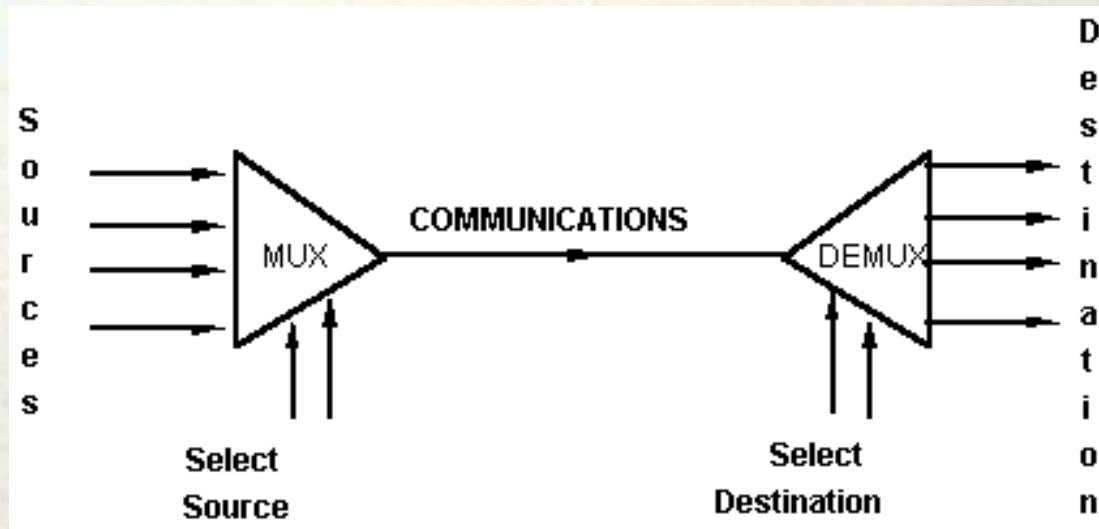 Sources
MUX
COMMUNICATIONS
DEMUX
Destination
Select
Source
Select
Destination